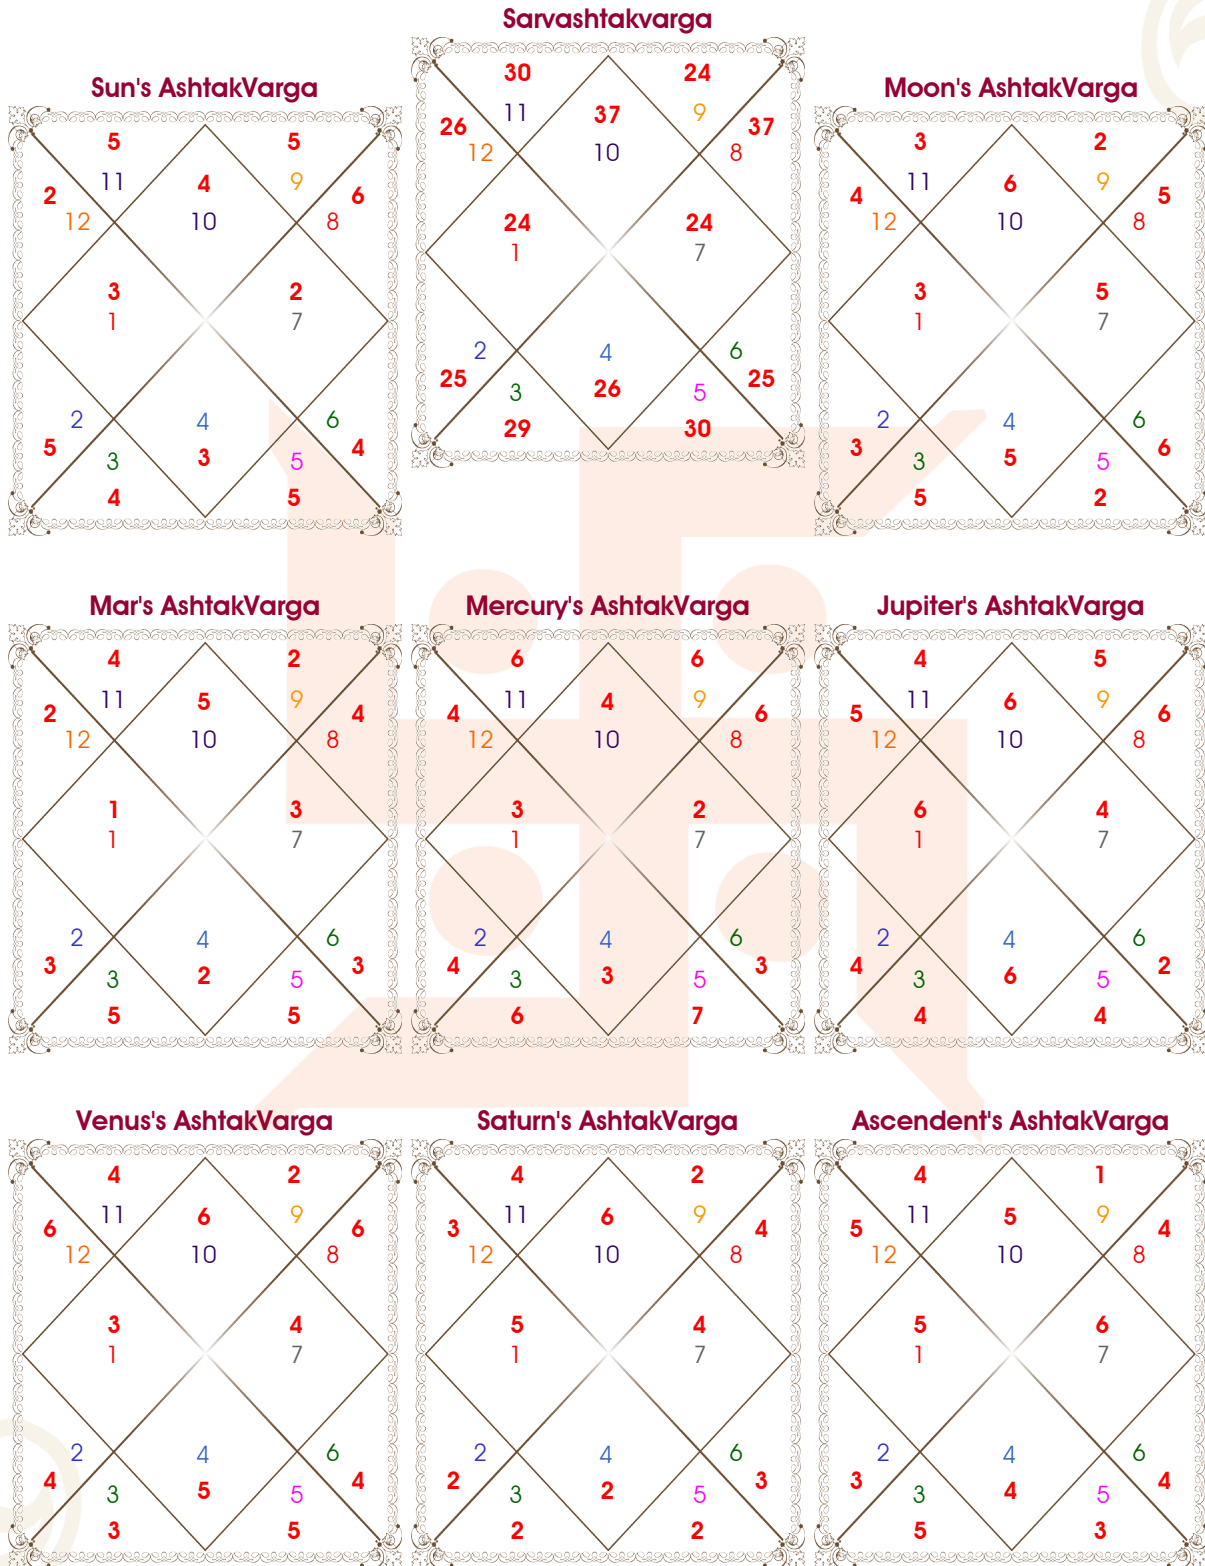 Sarvashtakvarga
30 24
11 37 9
26 37
12 10 8
24 24
1 7
2 4 6
25 26 25
3 5
29 30
Sun's AshtakVarga
5 5
11 4 9
2 6
12 10 8
3 2
1 7
2 4 6
5 3 4
3 5
4 5
Moon's AshtakVarga
3 2
11 6 9
4 5
12 10 8
3 5
1 7
2 4 6
3 5 6
3 5
5 2
Mar's AshtakVarga
4 2
11 5 9
2 4
12 10 8
1 3
1 7
2 4 6
3 2 3
3 5
5 5
Mercury's AshtakVarga
6 6
11 4 9
4 6
12 10 8
3 2
1 7
2 4 6
4 3 3
3 5
6 7
Jupiter's AshtakVarga
4 5
11 6 9
5 6
12 10 8
6 4
1 7
2 4 6
4 6 2
3 5
4 4
Venus's AshtakVarga
4 2
11 6 9
6 6
12 10 8
3 4
1 7
2 4 6
4 5 4
3 5
3 5
Saturn's AshtakVarga
4 2
11 6 9
3 4
12 10 8
5 4
1 7
2 4 6
2 2 3
3 5
2 2
Ascendent's AshtakVarga
4 1
11 5 9
5 4
12 10 8
5 6
1 7
2 4 6
3 4 4
3 5
5 3